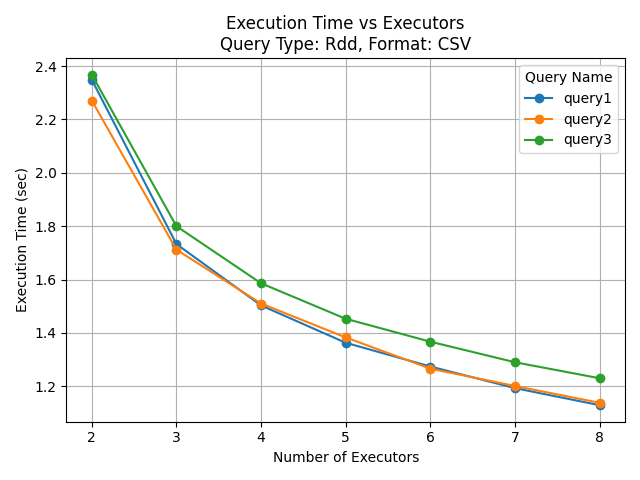 Execution Time vs Executors
Query Type: Rdd, Format: CSV
Query Name
query1
query2
query3
Execution Time (sec)
2.4
2.2
2.0
1.8
1.6
1.4
1.2
2 3 4 5 6 7 8
Number of Executors